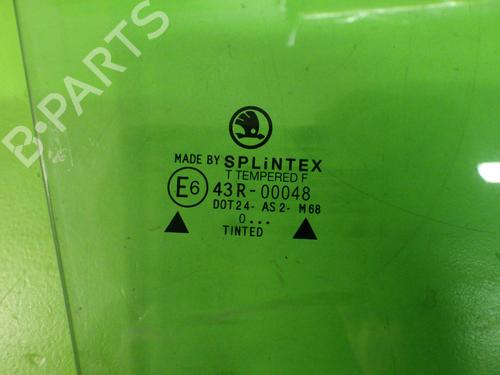 B-PARTS
MADE BY SPLiNTEX
T TEMPERED F
E6 43R-00048
DOT24- AS2- M68
0...
TINTED